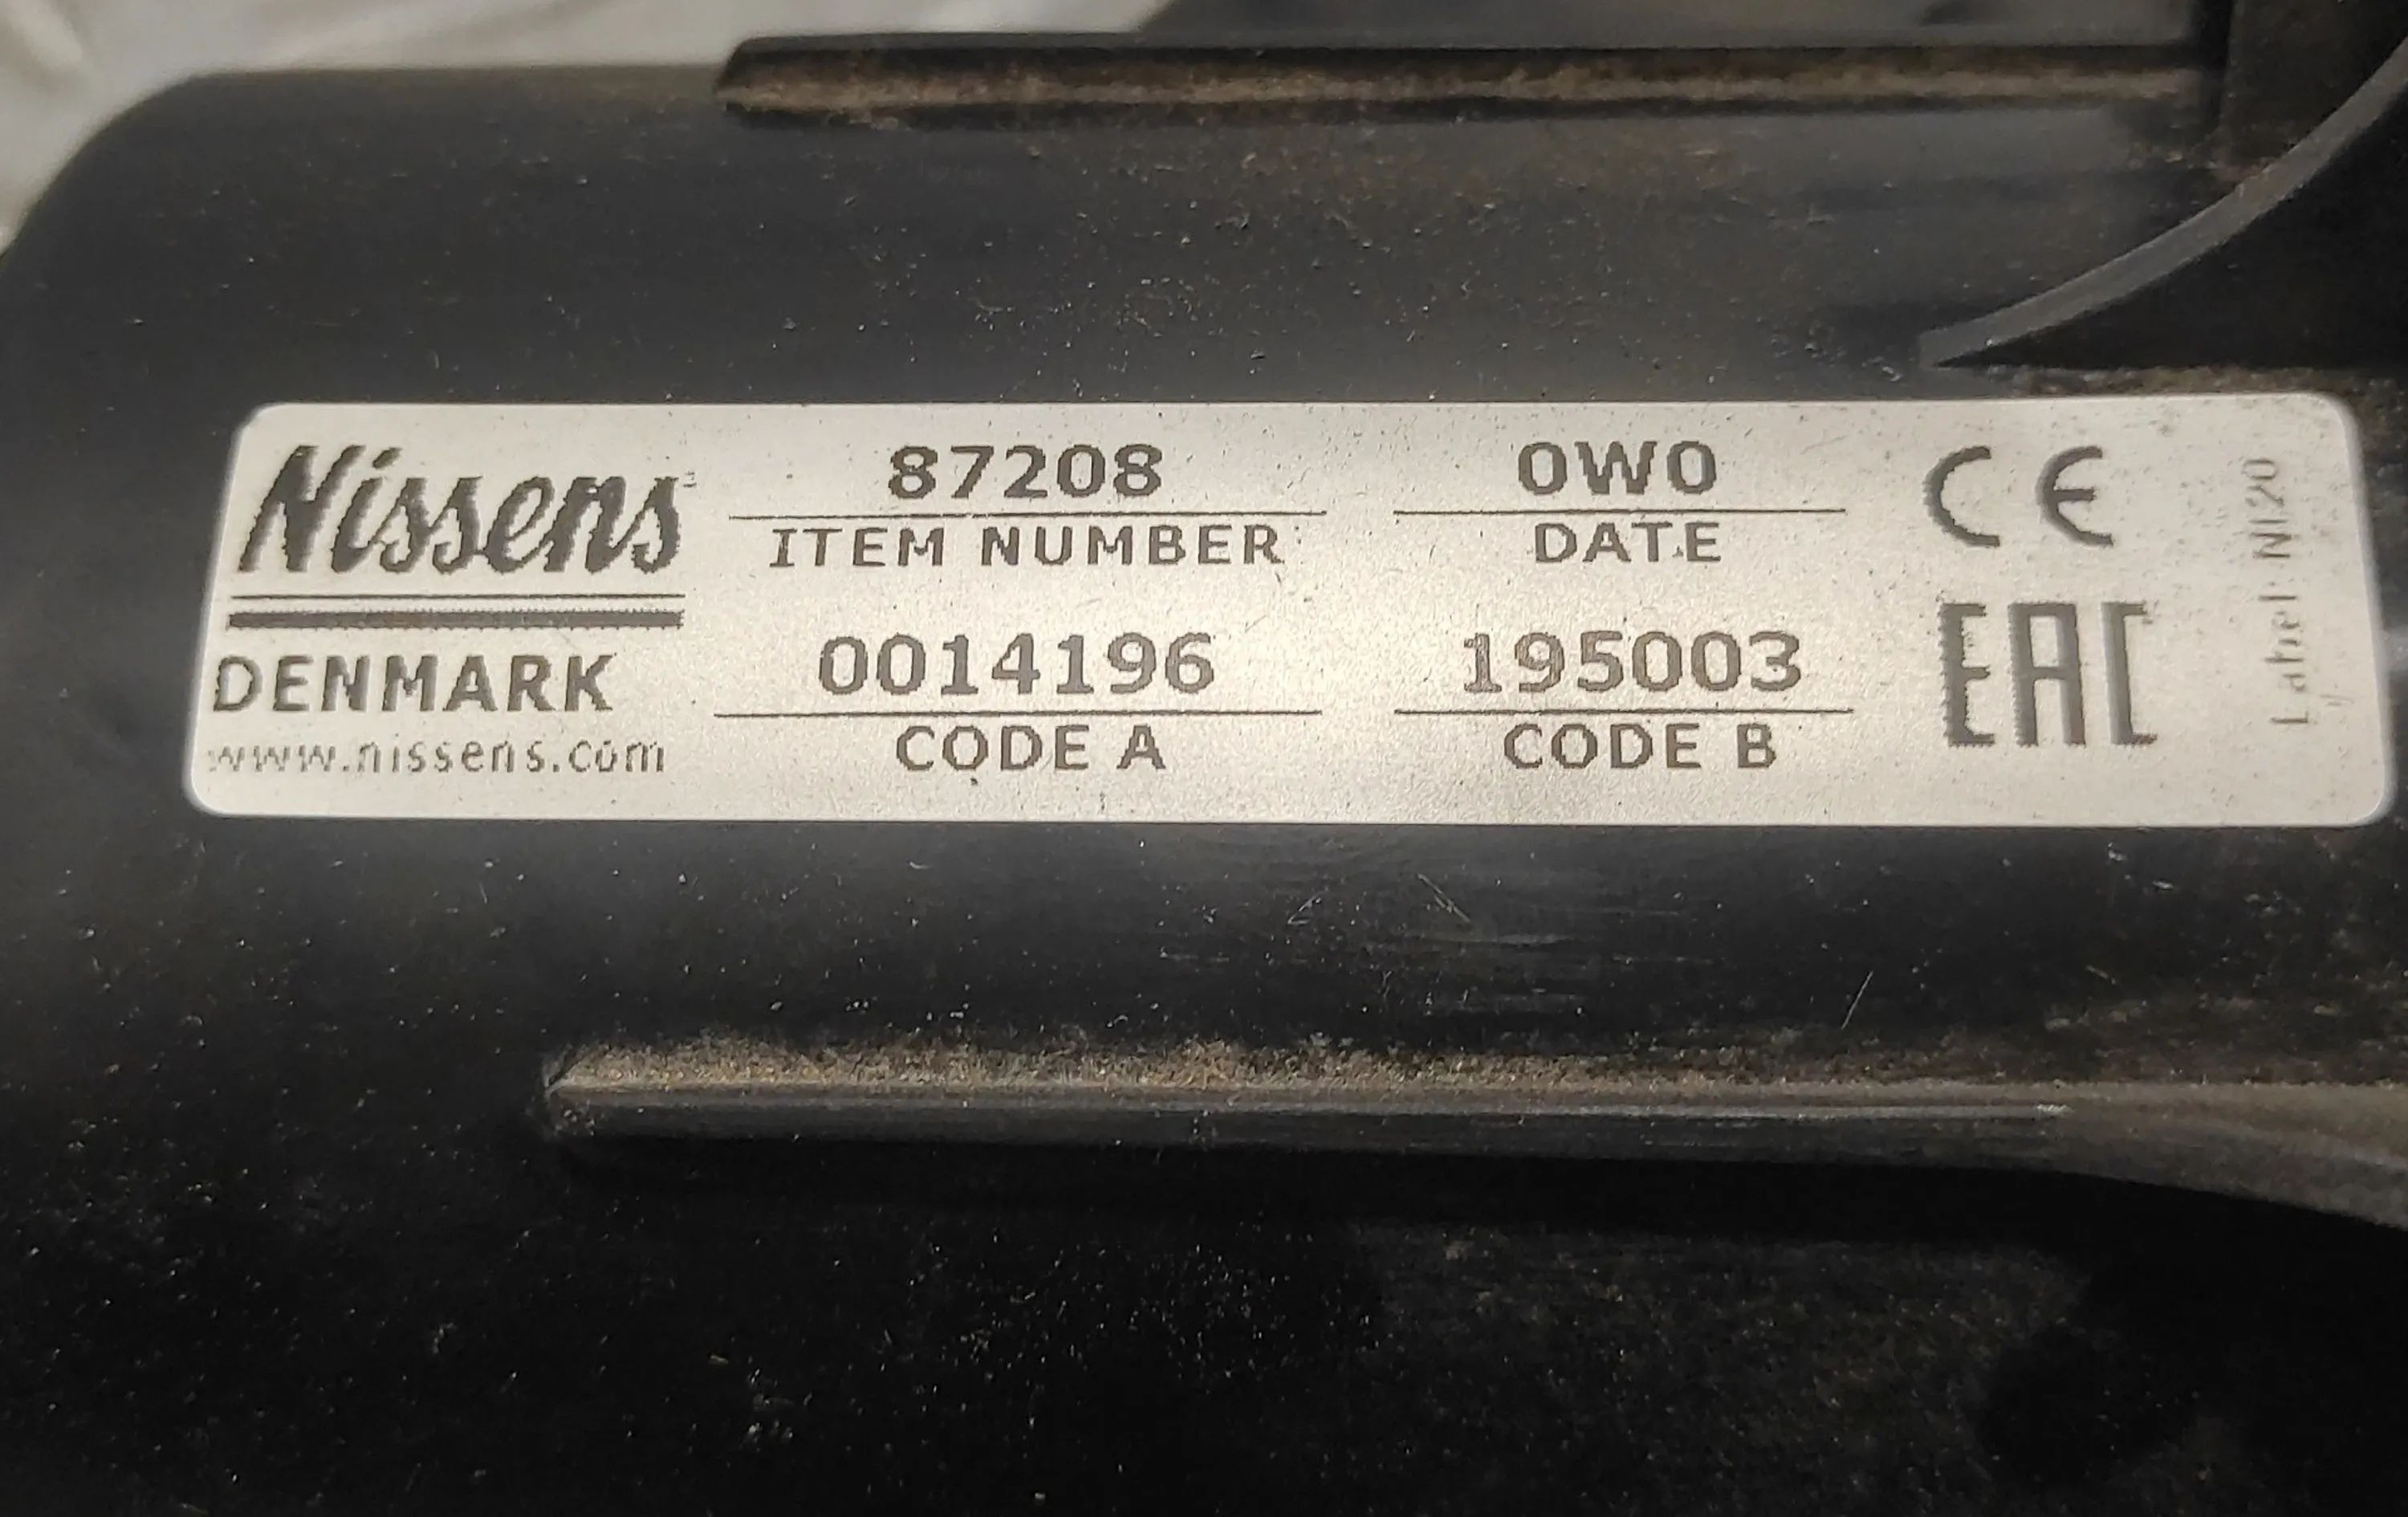 Nissens
DENMARK
www.nissens.com
87208
ITEM NUMBER
0W0
DATE
0014196
CODE A
195003
CODE B
CE
EAC
Label: NI20